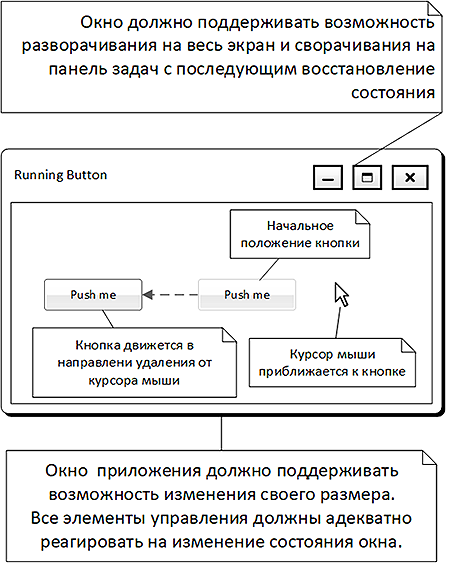 Окно должно поддерживать возможность
разворачивания на весь экран и сворачивания на
панель задач с последующим восстановление
состояния
Running Button
Начальное
положение кнопки
Push me
Push me
Кнопка движется в
направлени удаления от
курсора мыши
Курсор мыши
приближается к кнопке
Окно приложения должно поддерживать
возможность изменения своего размера.
Все элементы управления должны адекватно
реагировать на изменение состояния окна.